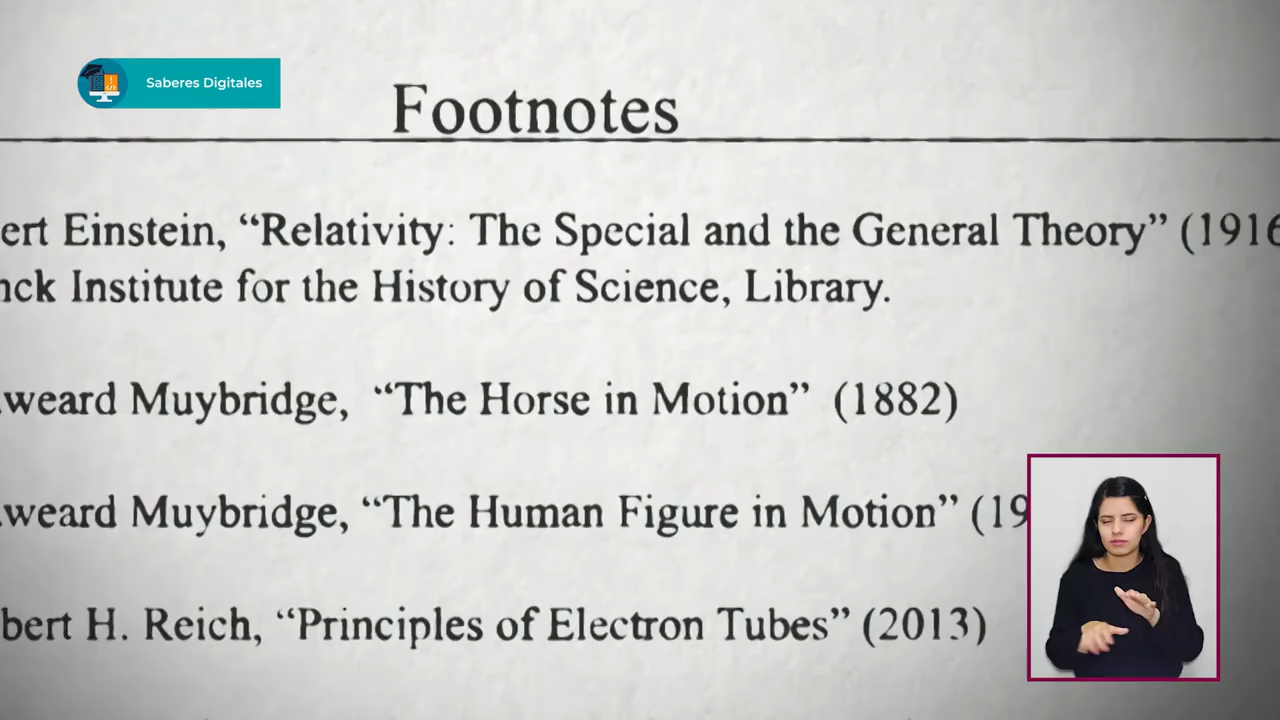 Saberes Digitales
Footnotes
ert Einstein, “Relativity: The Special and the General Theory” (1916
nck Institute for the History of Science, Library.
weard Muybridge, “The Horse in Motion” (1882)
weard Muybridge, “The Human Figure in Motion” (19
bert H. Reich, “Principles of Electron Tubes” (2013)